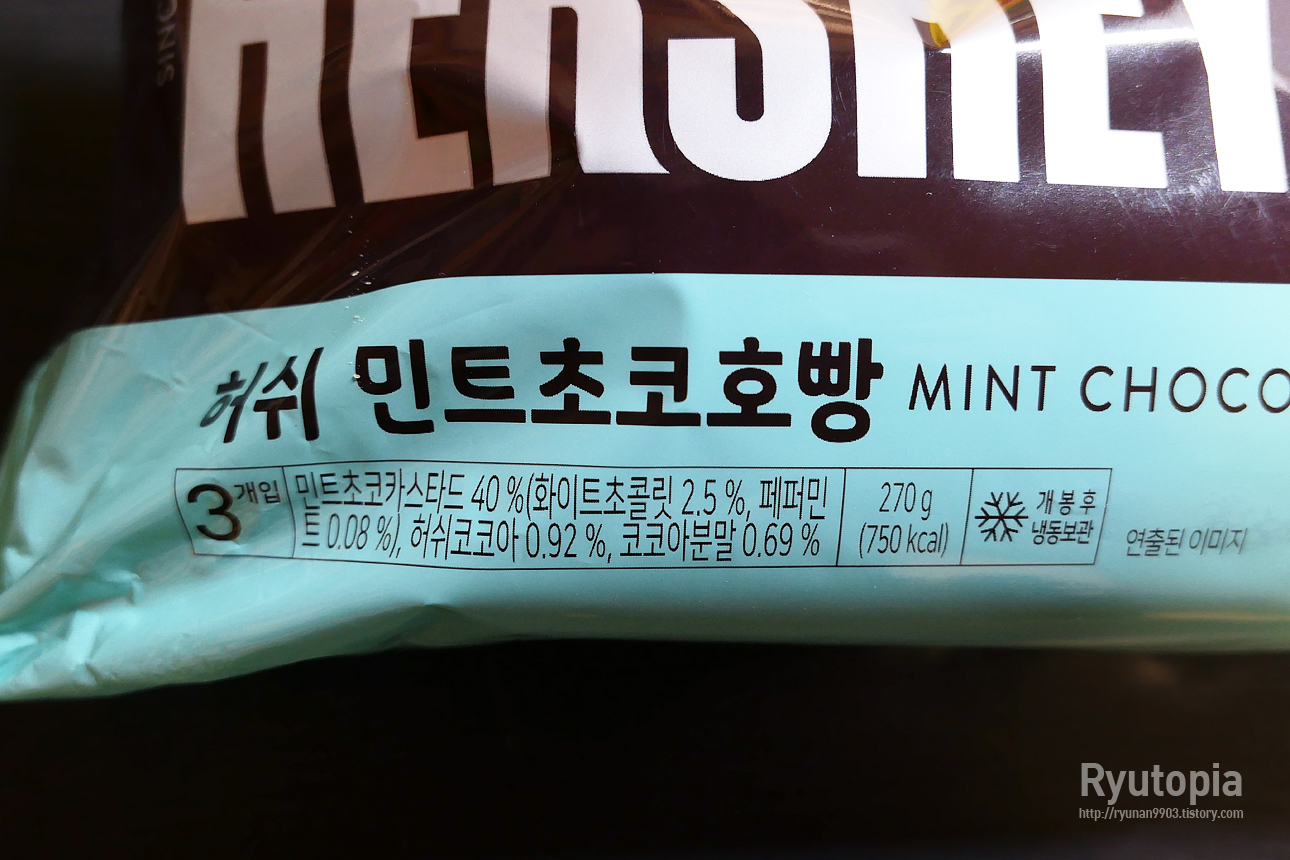 SINC
HERSHEY
허쉬 민트초코호빵 MINT CHOCO
3개입
민트초코카스타드 40 %(화이트초콜릿 2.5 %, 페퍼민
트 0.08 %), 허쉬코코아 0.92 %, 코코아분말 0.69 %
270 g
(750 kcal)
개봉 후
냉동보관
연출된 이미지
Ryutopia
http://ryunan9903.tistory.com